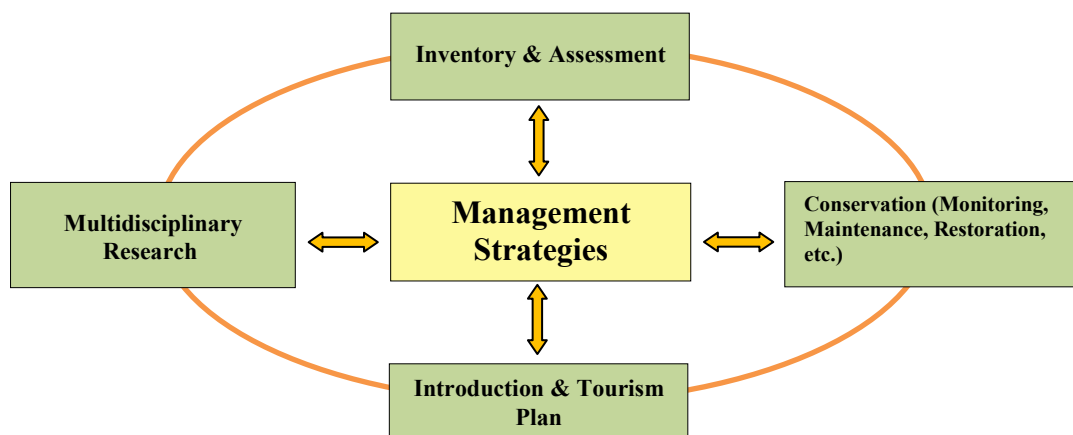 Inventory & Assessment
Multidisciplinary
Research
Management
Strategies
Conservation (Monitoring,
Maintenance, Restoration,
etc.)
Introduction & Tourism
Plan